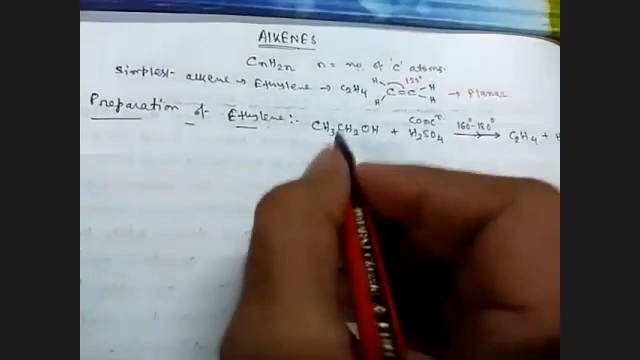 ALKENES
CnH2n n = no. of 'C' atoms.
Simplest alkene → Ethylene → C2H4 H H C=C H H 120° → Planar
Preparation of Ethylene :-
CH3CH2OH + conc. H2SO4 160°-180° → C2H4 + H